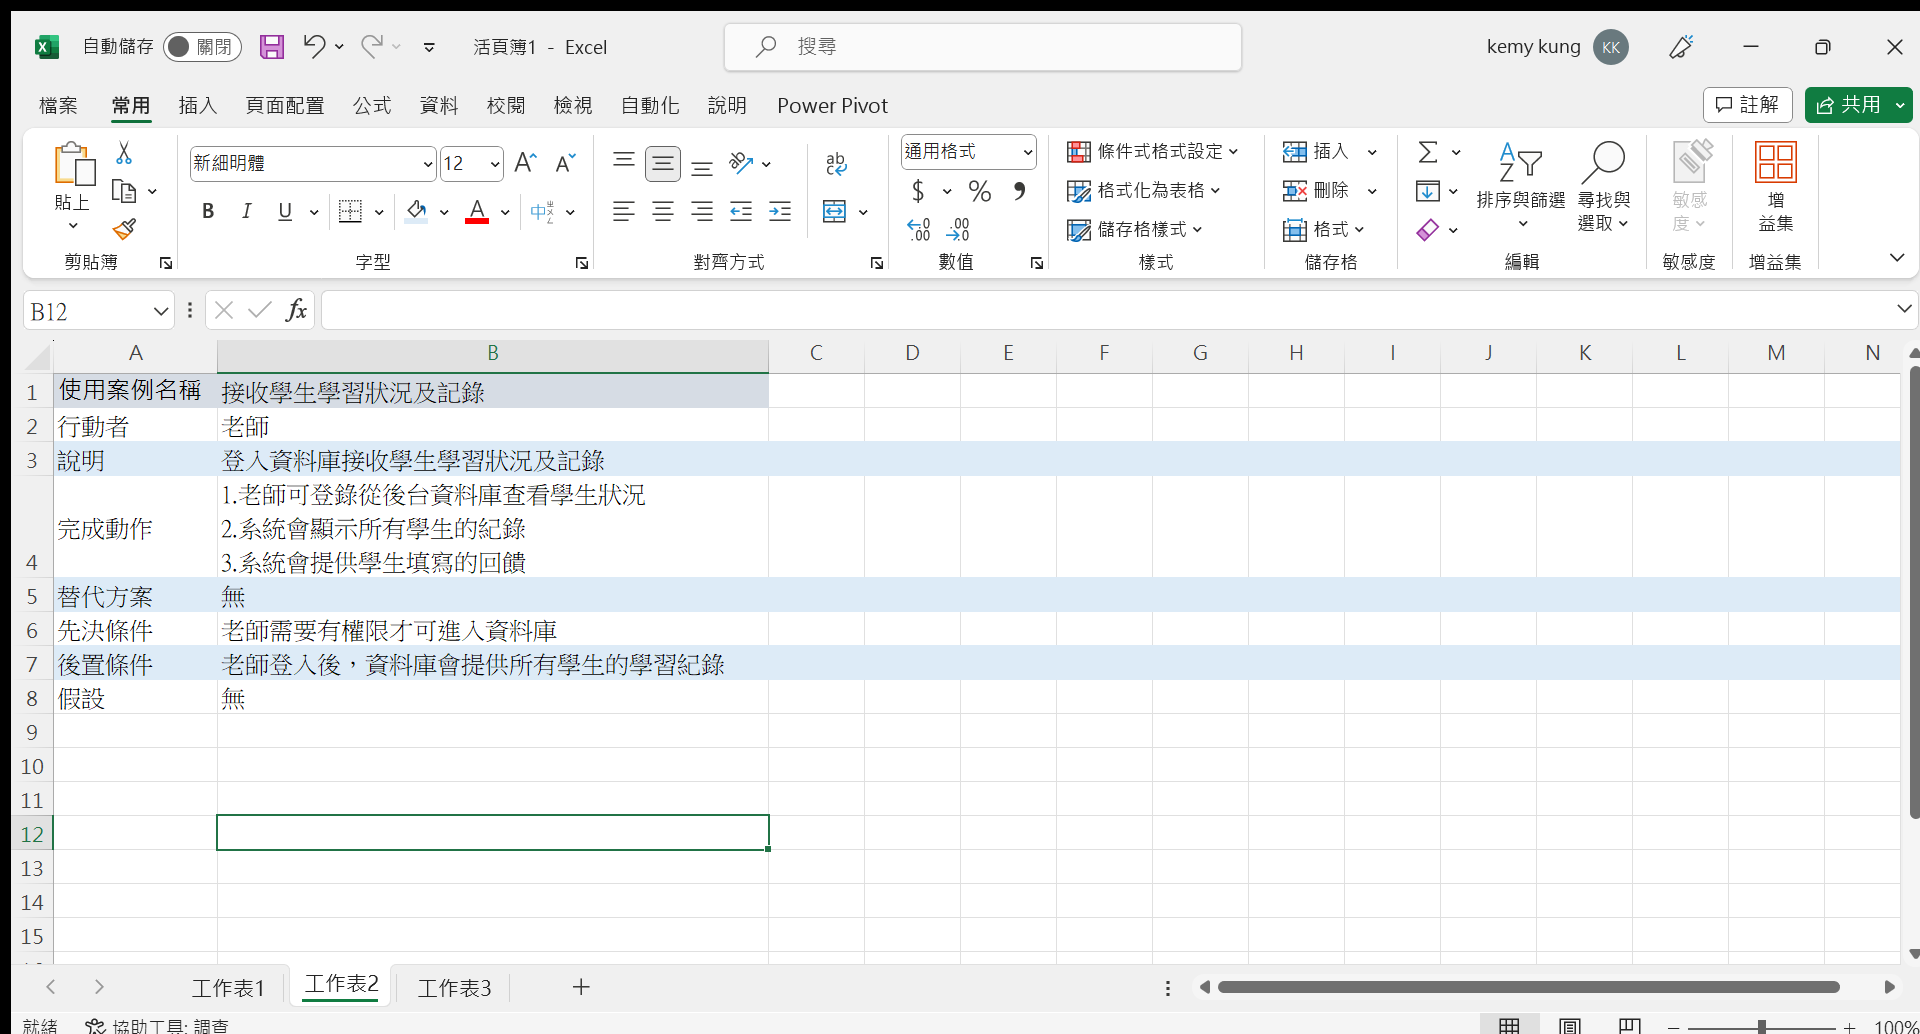 自動儲存 關閉 活頁簿1 - Excel 搜尋 kemy kung KK
檔案 常用 插入 頁面配置 公式 資料 校閱 檢視 自動化 說明 Power Pivot 註解 共用
貼上
剪貼簿
新細明體 12
B I U A 中
字型
ab
對齊方式
通用格式
$ % 9
.00 .00
數值
條件式格式設定
格式化為表格
儲存格樣式
樣式
插入
刪除
格式
儲存格
排序與篩選
尋找與
選取
編輯
敏感
度
敏感度
增
益集
增益集
B12 fx
A B C D E F G H I J K L M N
1 使用案例名稱 接收學生學習狀況及記錄
2 行動者 老師
3 說明 登入資料庫接收學生學習狀況及記錄
1.老師可登錄從後台資料庫查看學生狀況
完成動作 2.系統會顯示所有學生的紀錄
4 3.系統會提供學生填寫的回饋
5 替代方案 無
6 先決條件 老師需要有權限才可進入資料庫
7 後置條件 老師登入後，資料庫會提供所有學生的學習紀錄
8 假設 無
9
10
11
12
13
14
15
工作表1 工作表2 工作表3
就緒 協助工具: 調查 100%